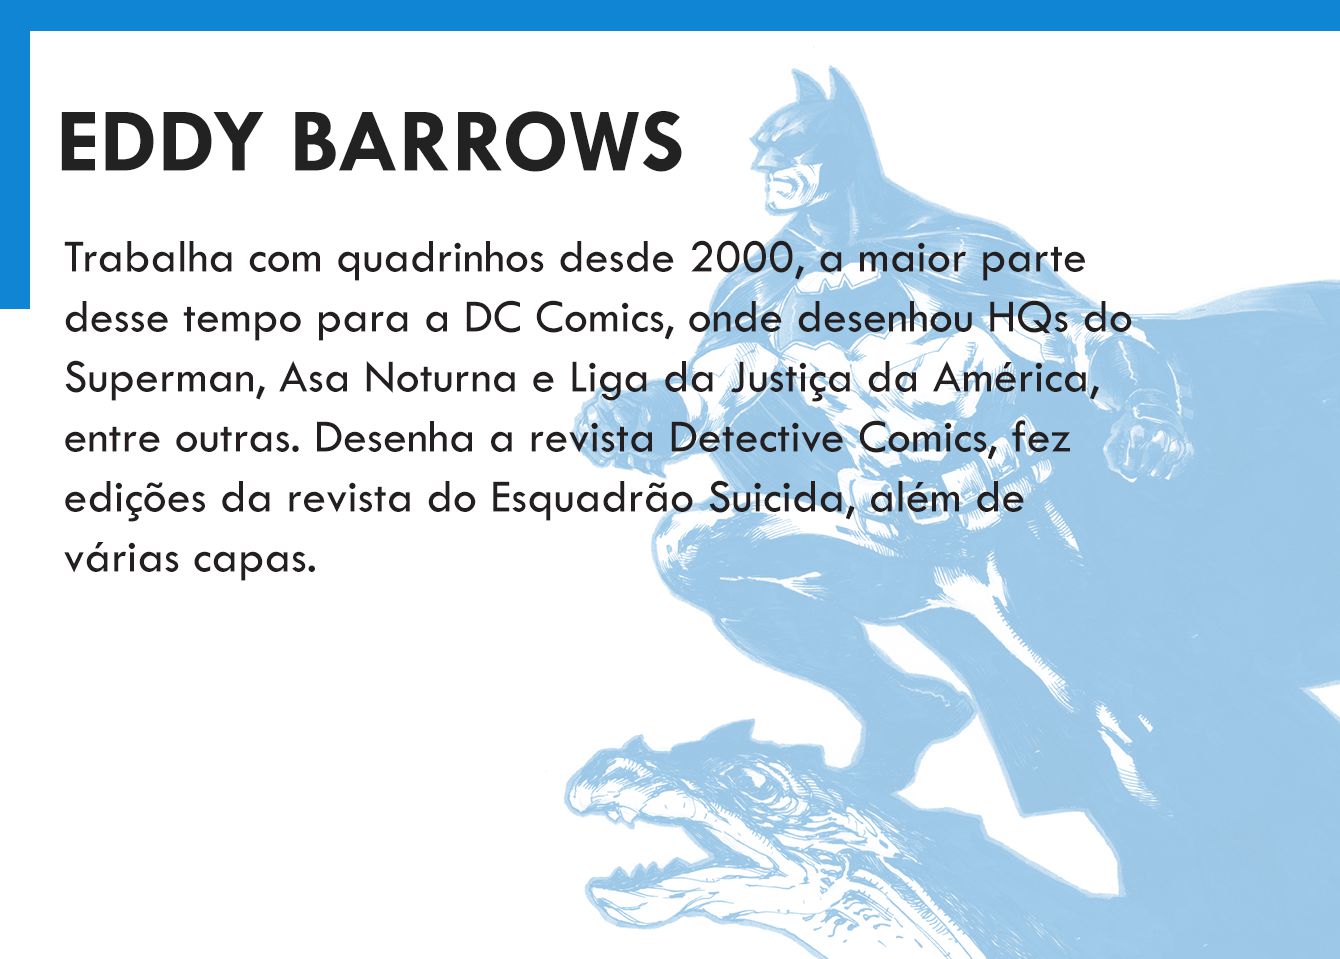 EDDY BARROWS
Trabalha com quadrinhos desde 2000, a maior parte
desse tempo para a DC Comics, onde desenhou HQs do
Superman, Asa Noturna e Liga da Justiça da América,
entre outras. Desenha a revista Detective Comics, fez
edições da revista do Esquadrão Suicida, além de
várias capas.